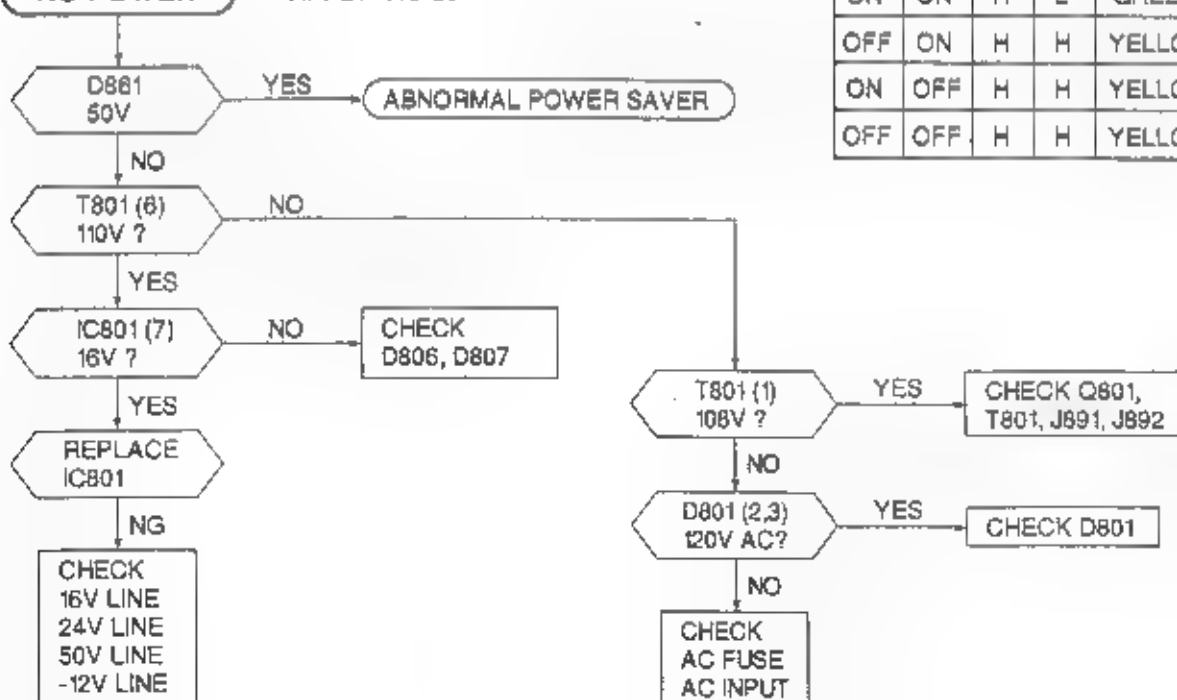 D861
50V
YES
ABNORMAL POWER SAVER
NO
T801 (6)
110V ?
NO
YES
IC801 (7)
16V ?
NO
CHECK
D806, D807
YES
REPLACE
IC801
NG
CHECK
16V LINE
24V LINE
50V LINE
-12V LINE
T801 (1)
108V ?
YES
CHECK Q801,
T801, J891, J892
NO
D801 (2,3)
120V AC?
YES
CHECK D801
NO
CHECK
AC FUSE
AC INPUT
OFF ON H H YELLO
ON OFF H H YELLO
OFF OFF H H YELLO